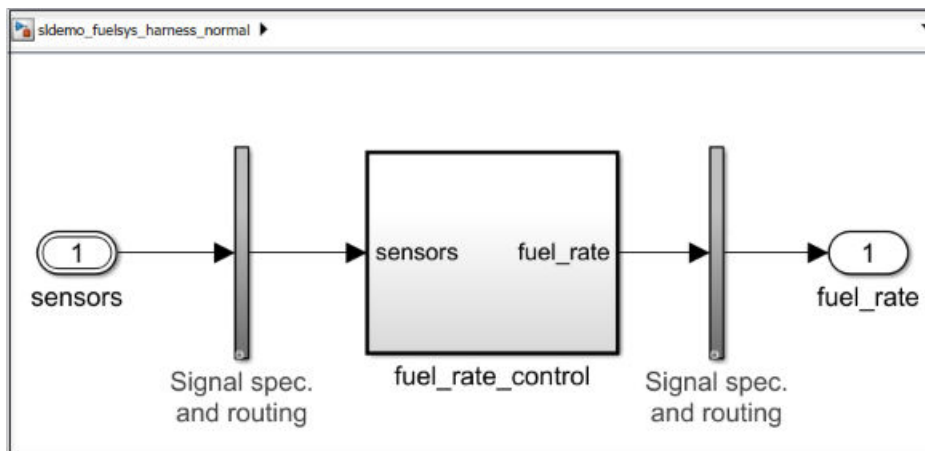 sldemo_fuelsys_harness_normal
1
sensors
Signal spec.
and routing
sensors
fuel_rate
fuel_rate_control
Signal spec.
and routing
1
fuel_rate